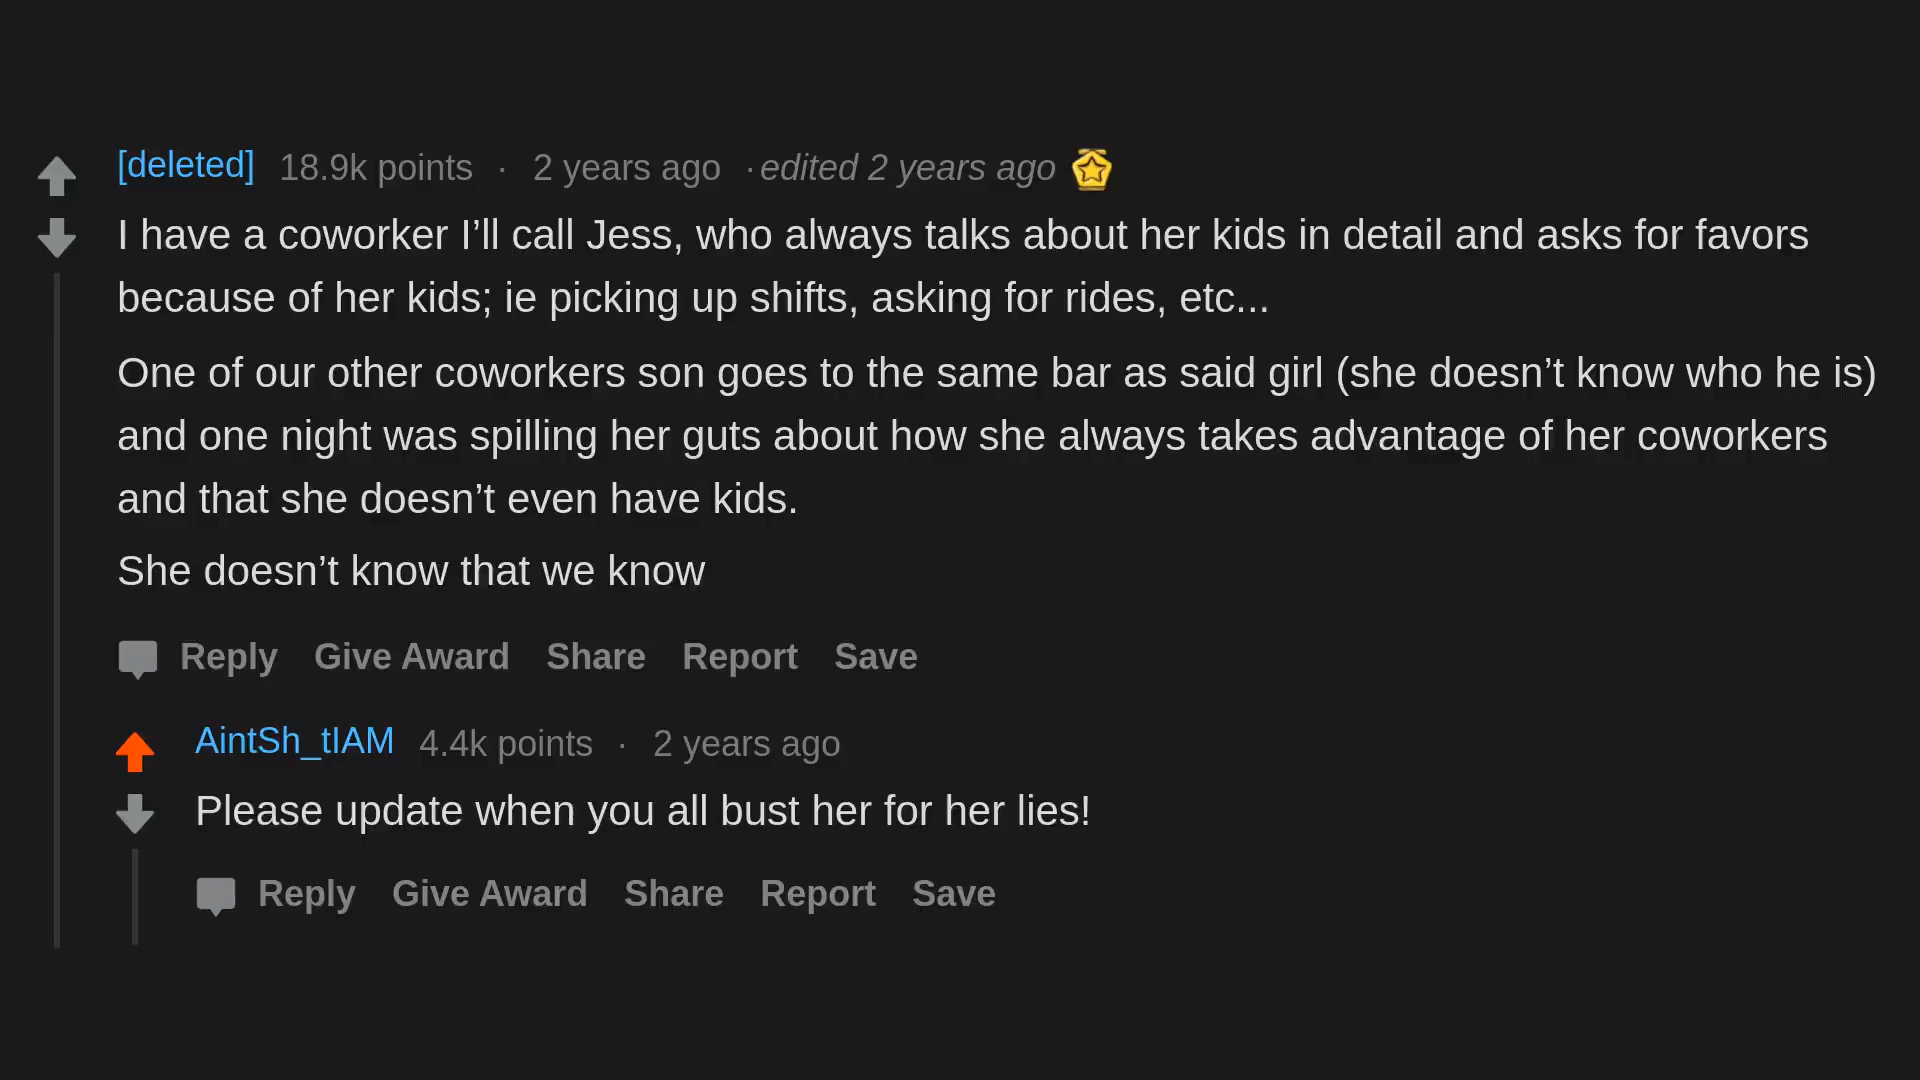 [deleted] 18.9k points · 2 years ago · edited 2 years ago
I have a coworker I’ll call Jess, who always talks about her kids in detail and asks for favors
because of her kids; ie picking up shifts, asking for rides, etc...
One of our other coworkers son goes to the same bar as said girl (she doesn’t know who he is)
and one night was spilling her guts about how she always takes advantage of her coworkers
and that she doesn’t even have kids.
She doesn’t know that we know
Reply Give Award Share Report Save
AintSh_tIAM 4.4k points · 2 years ago
Please update when you all bust her for her lies!
Reply Give Award Share Report Save